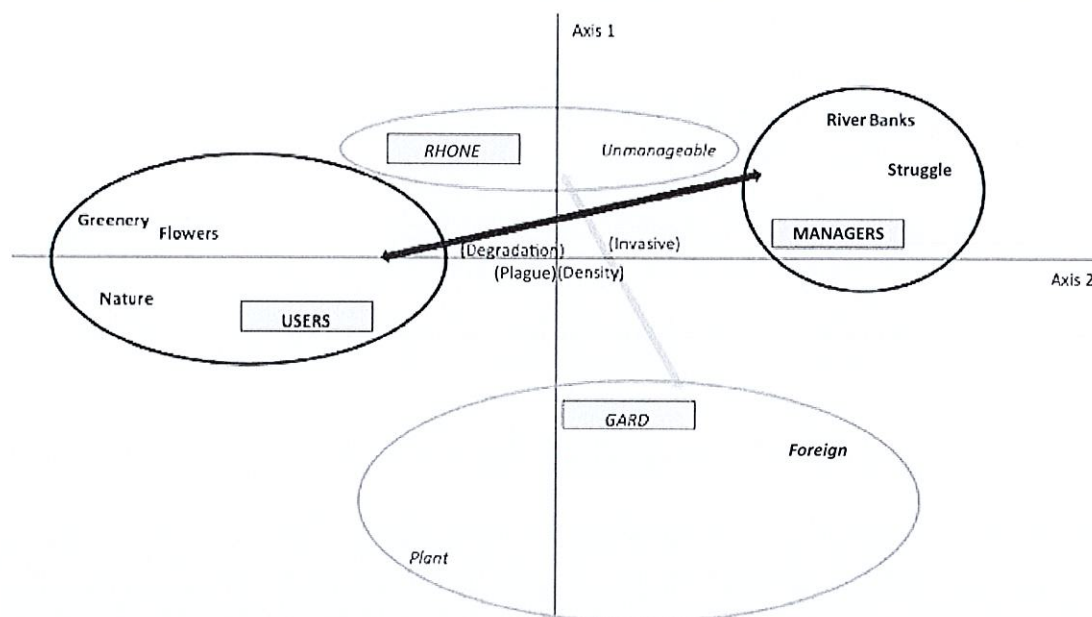 Axis 1
River Banks
RHONE
Unmanageable
Struggle
Greenery
Flowers
MANAGERS
(Degradation)
(Invasive)
(Plague)
(Density)
Axis 2
Nature
USERS
GARD
Foreign
Plant